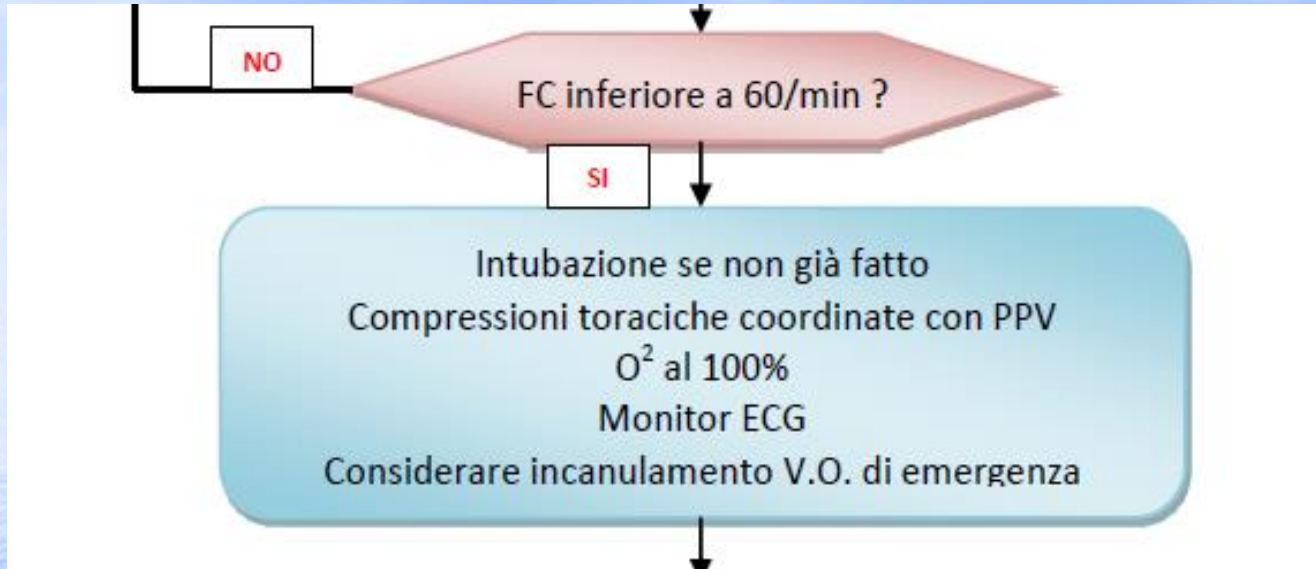 NO
FC inferiore a 60/min ?
SI
Intubazione se non già fatto
Compressioni toraciche coordinate con PPV
O² al 100%
Monitor ECG
Considerare incanulamento V.O. di emergenza